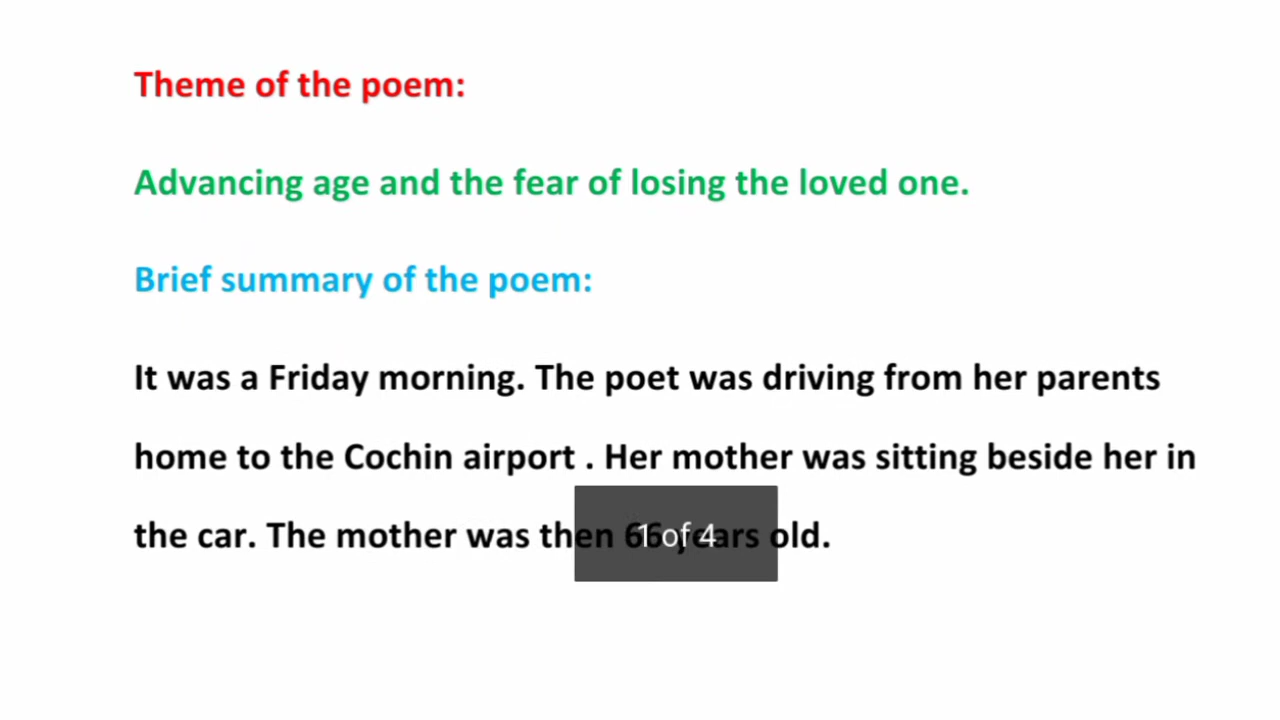 Theme of the poem:
Advancing age and the fear of losing the loved one.
Brief summary of the poem:
It was a Friday morning. The poet was driving from her parents
home to the Cochin airport . Her mother was sitting beside her in
the car. The mother was then 66 years old.
1 of 4